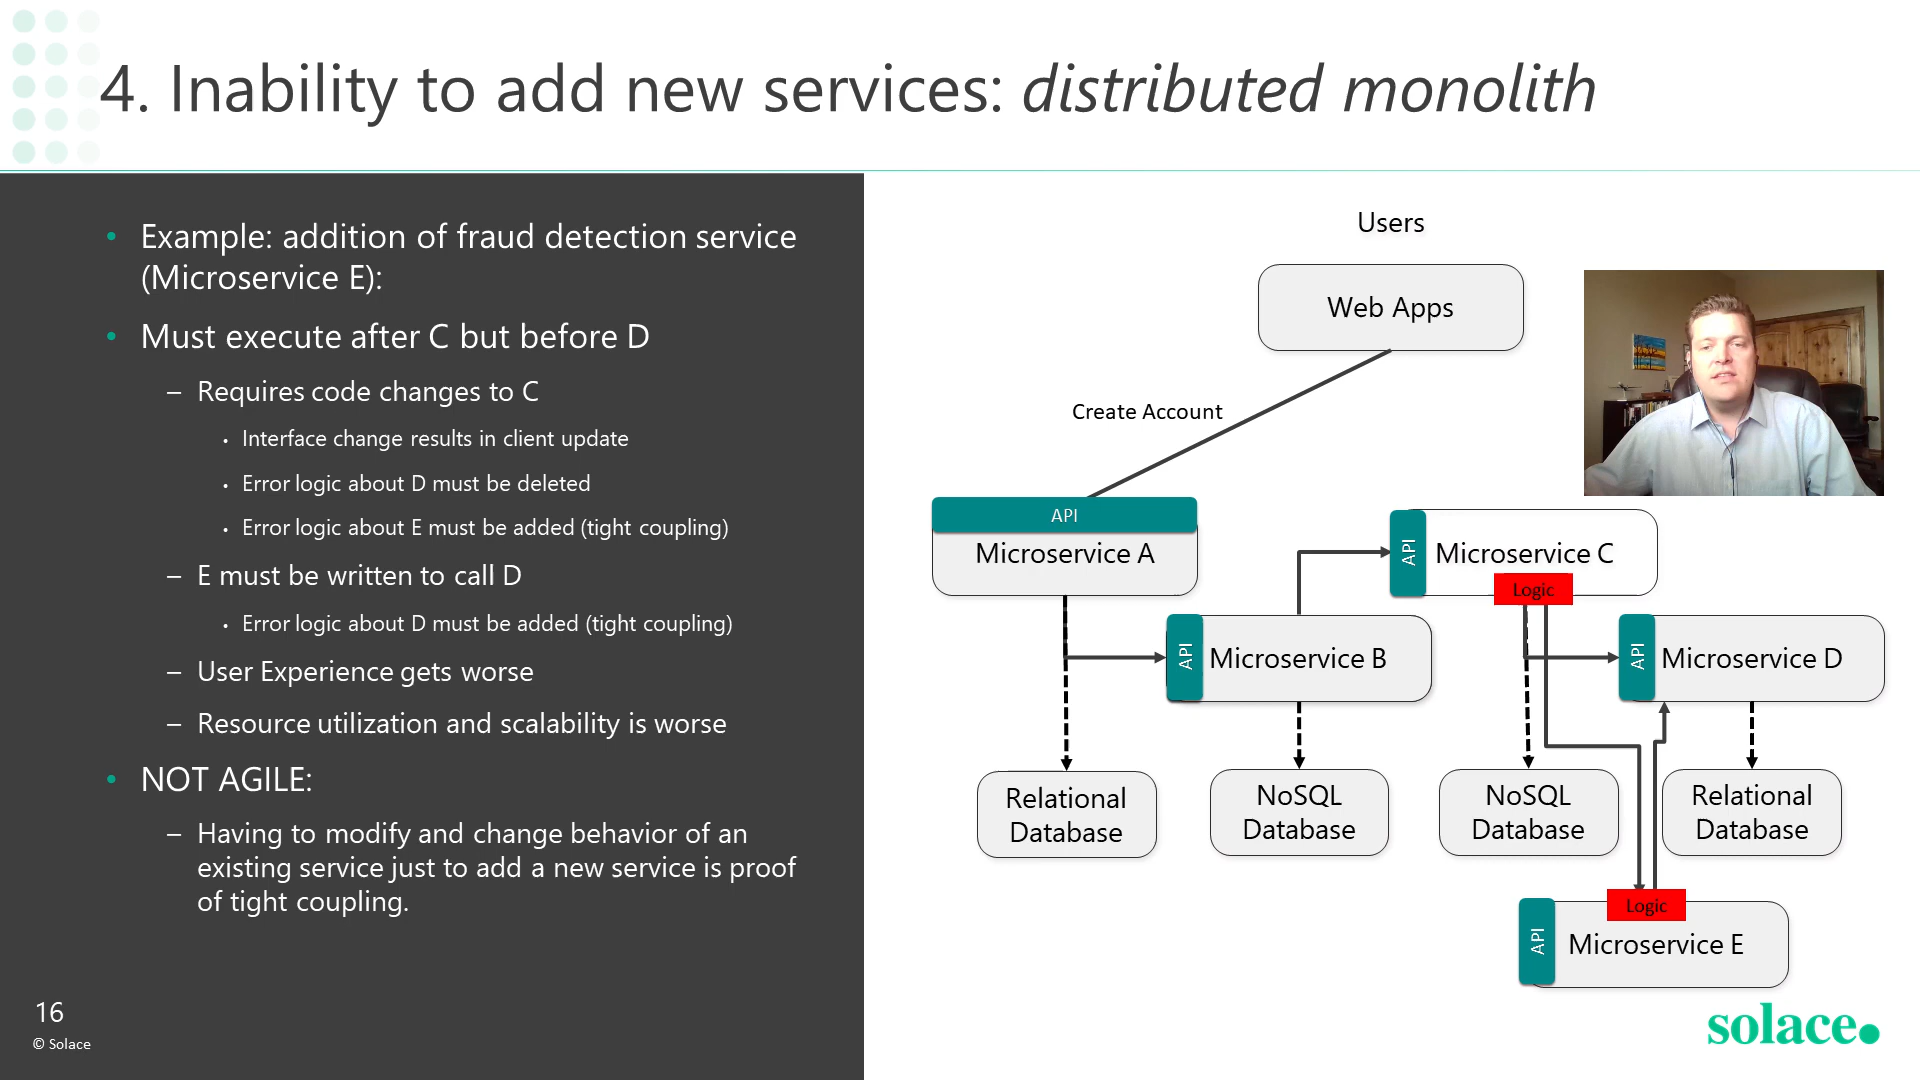 4. Inability to add new services: distributed monolith
• Example: addition of fraud detection service
(Microservice E):
• Must execute after C but before D
– Requires code changes to C
• Interface change results in client update
• Error logic about D must be deleted
• Error logic about E must be added (tight coupling)
– E must be written to call D
• Error logic about D must be added (tight coupling)
– User Experience gets worse
– Resource utilization and scalability is worse
• NOT AGILE:
– Having to modify and change behavior of an
existing service just to add a new service is proof
of tight coupling.
16
© Solace
Users
Web Apps
Create Account
API
Microservice A
API
Microservice C
Logic
API
Microservice B
API
Microservice D
Relational
Database
NoSQL
Database
NoSQL
Database
Relational
Database
Logic
API
Microservice E
solace.